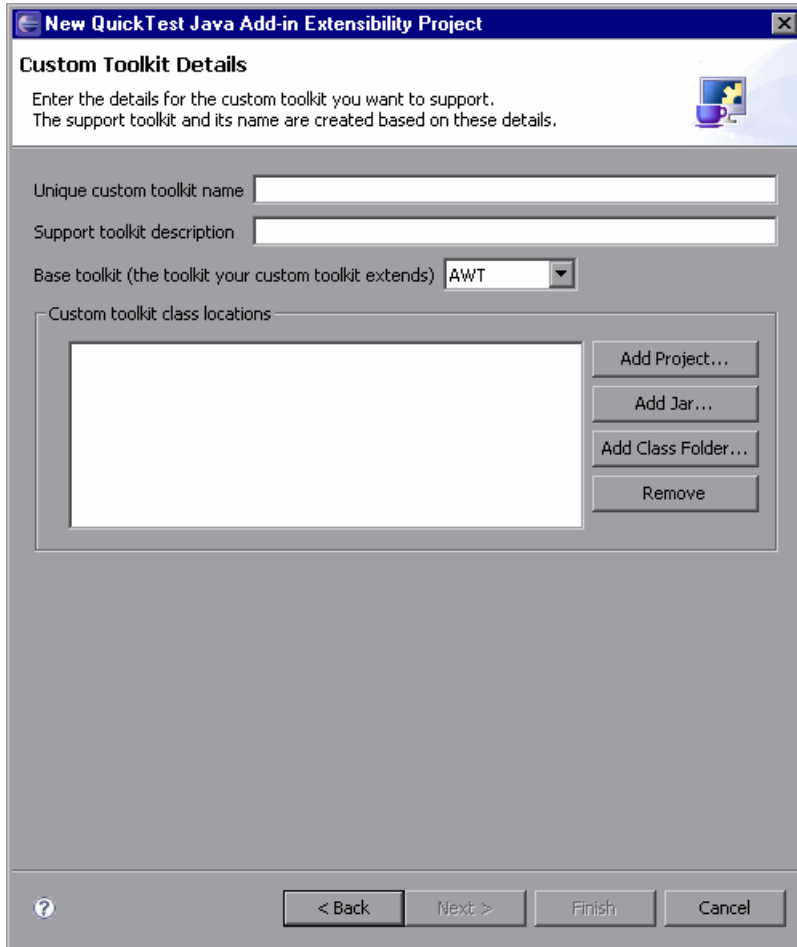 New QuickTest Java Add-in Extensibility Project
Custom Toolkit Details
Enter the details for the custom toolkit you want to support.
The support toolkit and its name are created based on these details.
Unique custom toolkit name
Support toolkit description
Base toolkit (the toolkit your custom toolkit extends) AWT
Custom toolkit class locations
Add Project...
Add Jar...
Add Class Folder...
Remove
? < Back Next > Finish Cancel